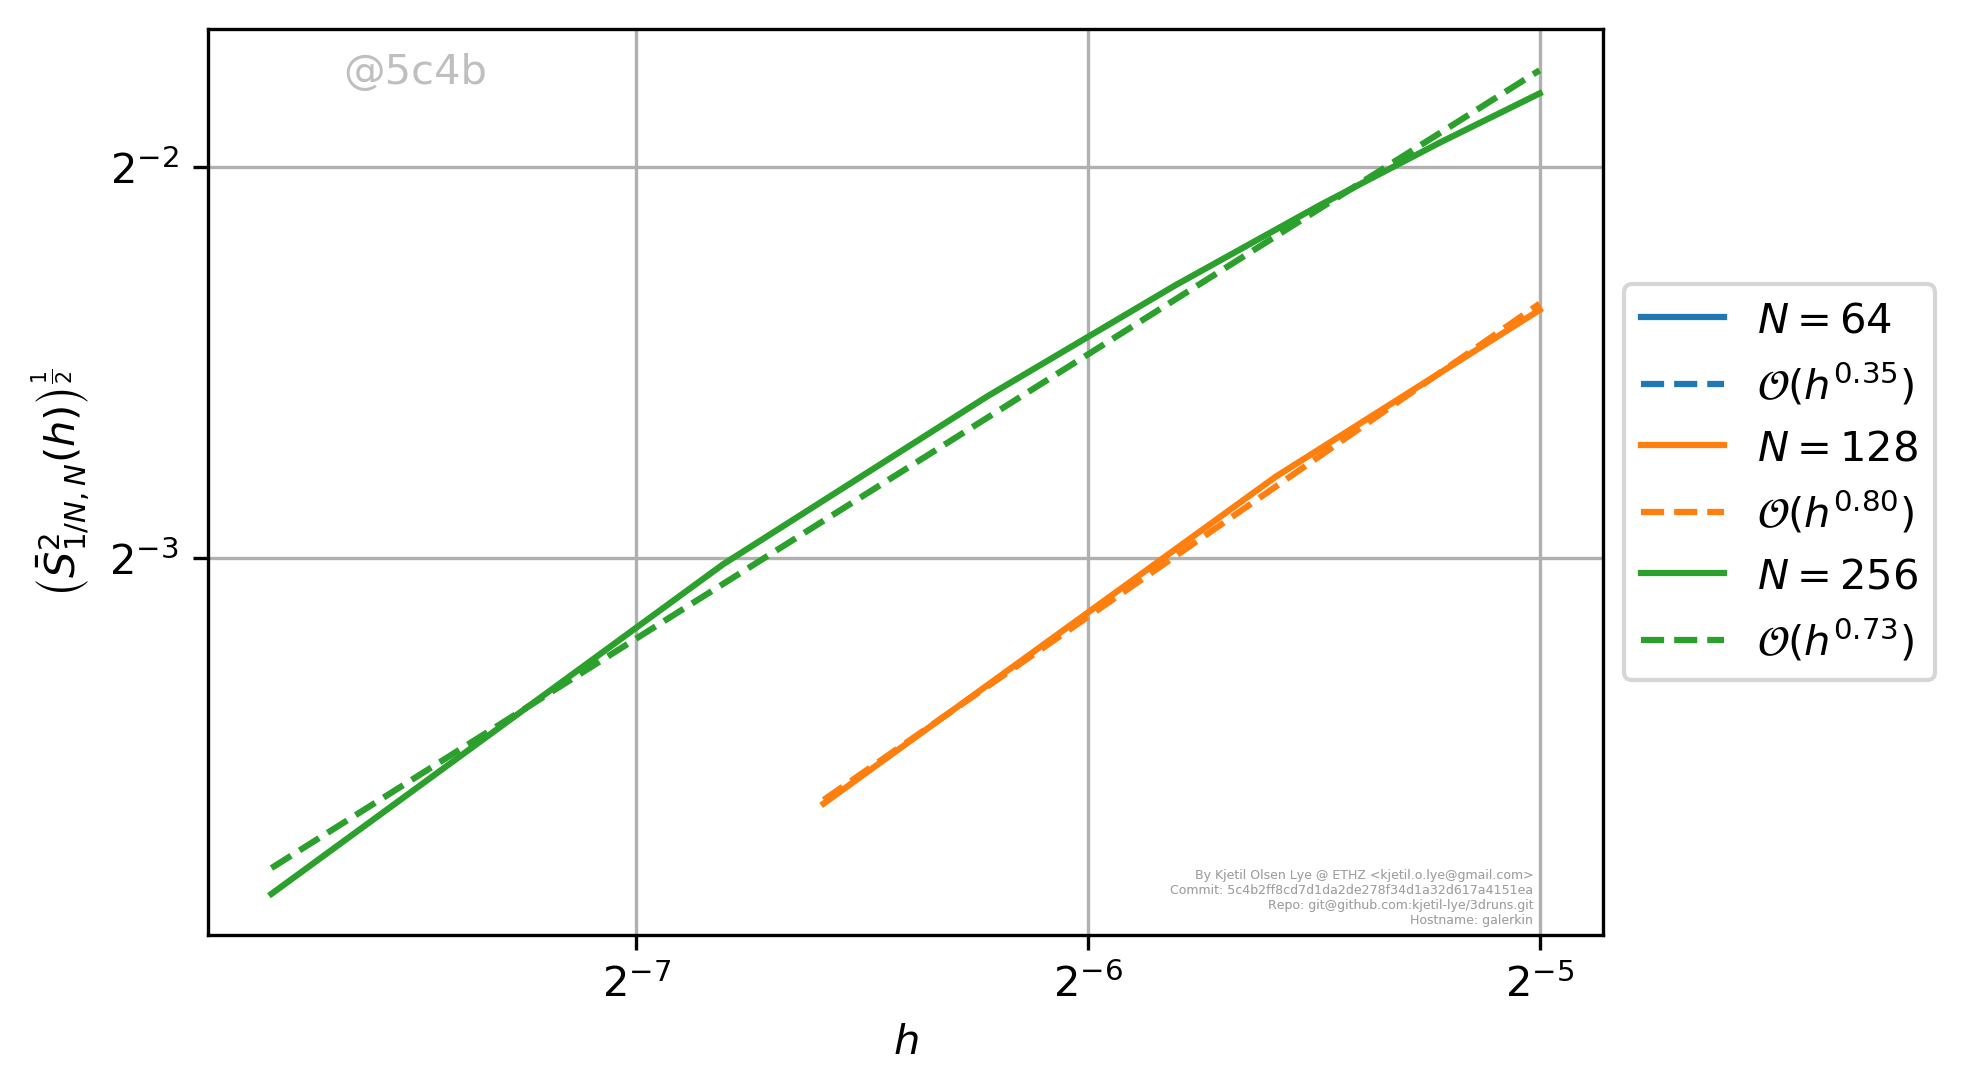 @5c4b
2⁻²
2⁻³
(S̄²₁/N,N(h))^½
2⁻⁷
2⁻⁶
2⁻⁵
h
N = 64
𝒪(h^0.35)
N = 128
𝒪(h^0.80)
N = 256
𝒪(h^0.73)
By Kjetil Olsen Lye @ ETHZ <kjetil.o.lye@gmail.com>
Commit: 5c4b2ff8cd7d1da2de278f34d1a32d617a4151ea
Repo: git@github.com:kjetil-lye/3druns.git
Hostname: galerkin